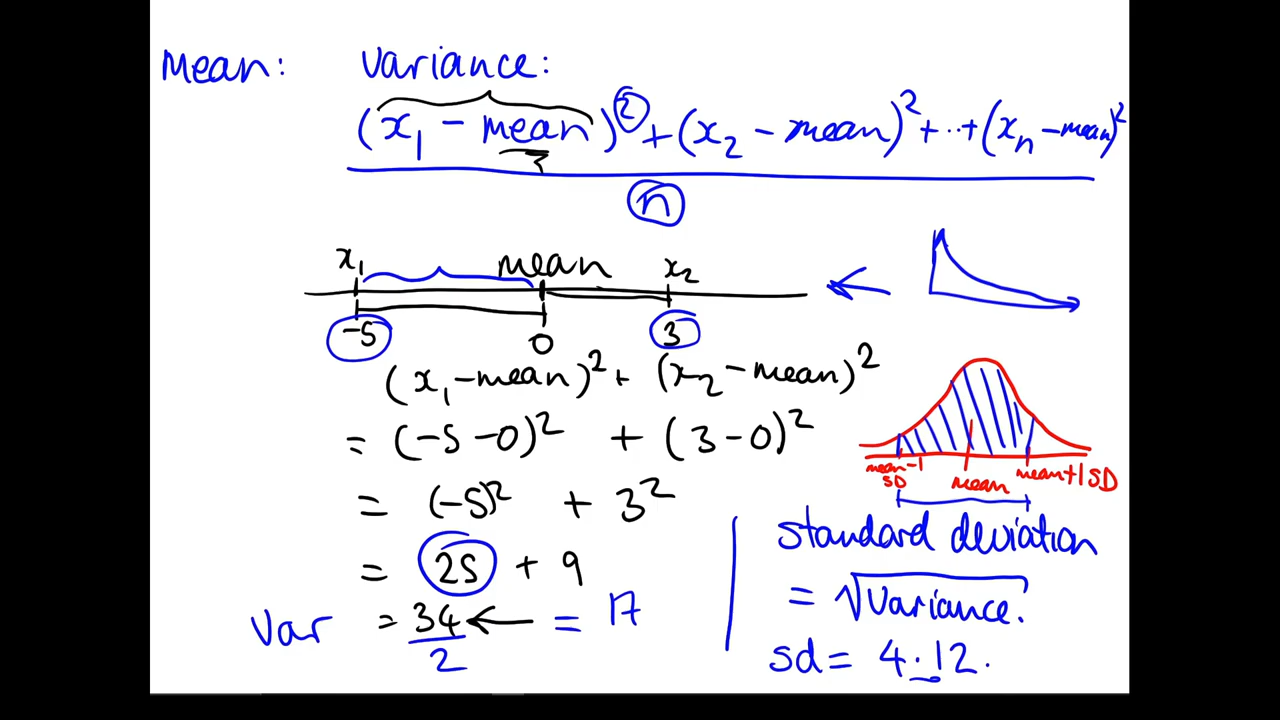 Mean: Variance:
(x₁ - mean)² + (x₂ - mean)² + ... + (xₙ - mean)²
n
x₁ mean x₂
-5 0 3
(x₁ - mean)² + (x₂ - mean)²
= (-5 - 0)² + (3 - 0)²
= (-5)² + 3²
= 25 + 9
Var = 34/2 ← = 17
mean -1 SD mean mean +1 SD
standard deviation
= √variance.
sd = 4.12.